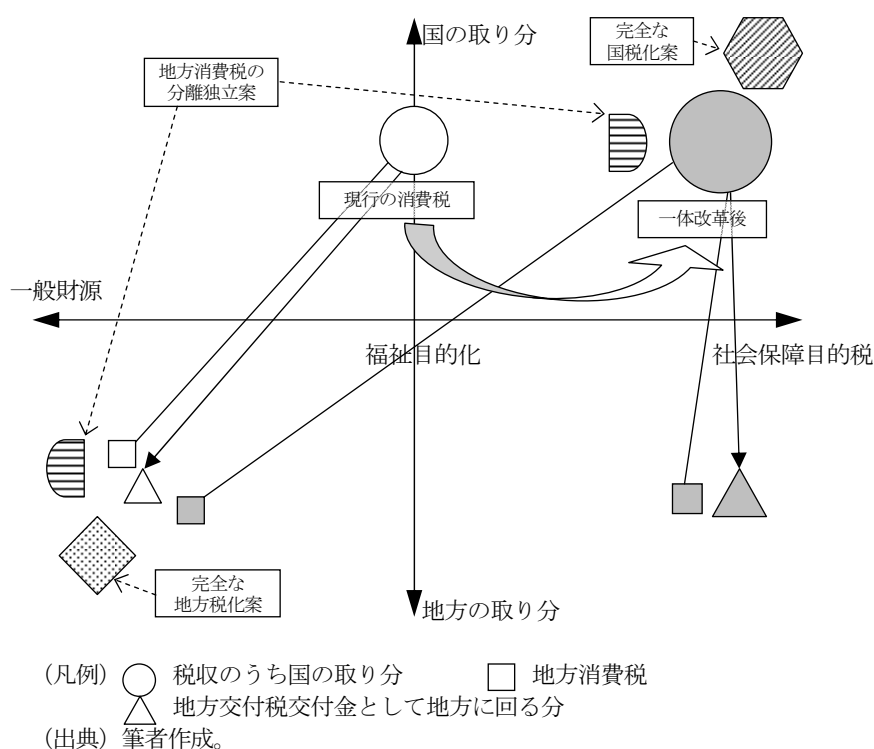 国の取り分
完全な
国税化案
地方消費税の
分離独立案
現行の消費税
一体改革後
一般財源
福祉目的化
社会保障目的税
完全な
地方税化案
地方の取り分
(凡例) 税収のうち国の取り分 地方消費税
地方交付税交付金として地方に回る分
(出典) 筆者作成。